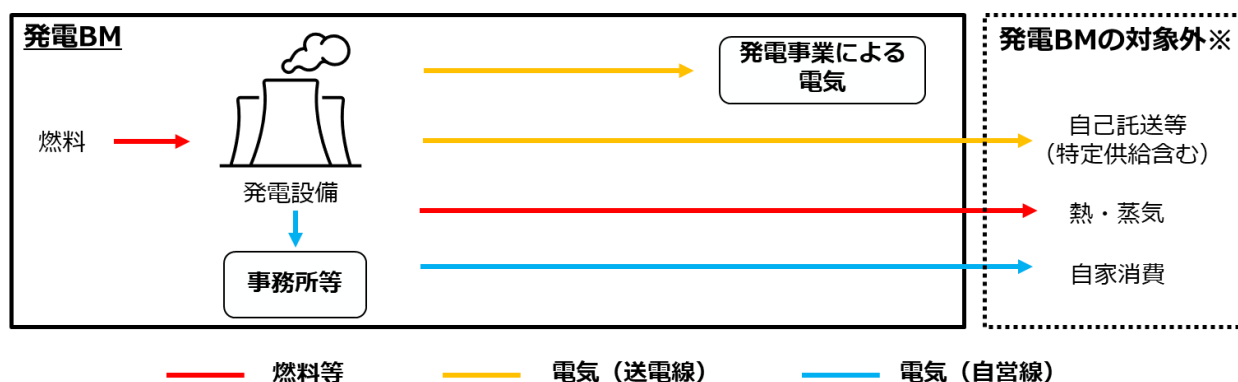 発電BM
発電事業による
電気
発電BMの対象外※
燃料
自己託送等
（特定供給含む）
発電設備
熱・蒸気
事務所等
自家消費
燃料等
電気（送電線）
電気（自営線）